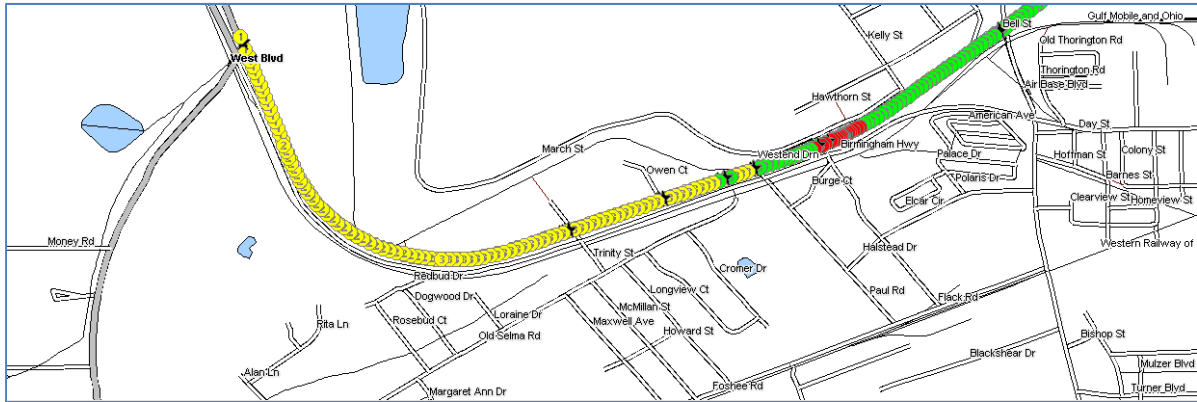 1
West Blvd
2
3
Money Rd
March St
Owen Ct
Kelly St
Bell St
Gulf Mobile and Ohio
Old Thorington Rd
Thorington Rd
Air Base Blvd
Hawthorn St
American Ave
Day St
Westend Drn
Birmingham Hwy
Palace Dr
Hoffman St
Colony St
Burge Ct
Polaris Dr
Barnes St
Elcar Cir
Clearview St
Homeview St
Halstead Dr
Western Railway of
Trinity St
Cromer Dr
Redbud Dr
Dogwood Dr
Longview Ct
Paul Rd
Flack Rd
Loraine Dr
McMillan St
Rita Ln
Rosebud Ct
Maxwell Ave
Howard St
Old Selma Rd
Bishop St
Blackshear Dr
Mulzer Blvd
Alan Ln
Margaret Ann Dr
Foshee Rd
Turner Blvd